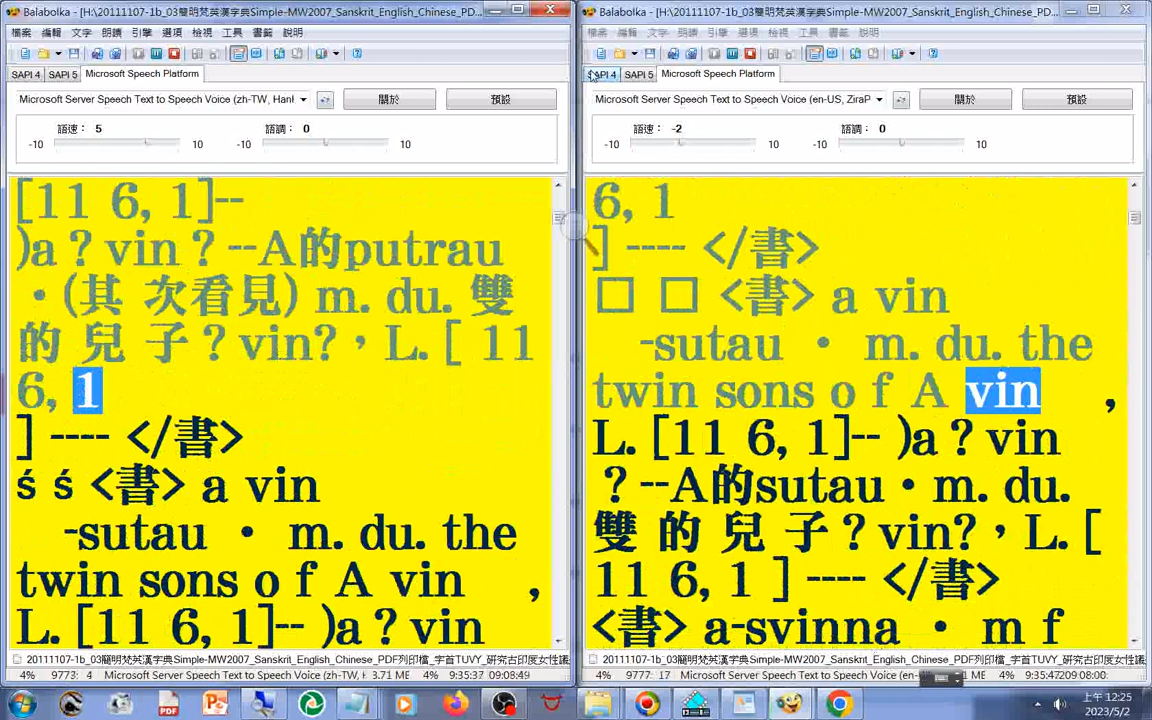 Balabolka - [H:\20111107-1b_03簡明梵英漢字典Simple-MW2007_Sanskrit_English_Chinese_PD...
檔案 編輯 文字 朗讀 引擎 選項 檢視 工具 書籤 說明
SAPI 4 SAPI 5 Microsoft Speech Platform
Microsoft Server Speech Text to Speech Voice (zh-TW, Hanl
關於
預設
語速： 5
語調： 0
-10 10 -10 10
[11 6, 1]--
)a ? vin ? --A的putrau
・(其 次看見) m. du. 雙
的 兒 子 ? vin?，L. [ 11
6, 1
] ---- </書>
ś ś <書> a vin
-sutau ・ m. du. the
twin sons o f A vin ,
L. [11 6, 1]-- )a ? vin
20111107-1b_03簡明梵英漢字典Simple-MW2007_Sanskrit_English_Chinese_PDF列印檔_字首TUVY_研究古印度女性議
4% 9773: 4 Microsoft Server Speech Text to Speech Voice (zh-TW, H 3.71 ME 4% 9:35:37 09:08:49
Balabolka - [H:\20111107-1b_03簡明梵英漢字典Simple-MW2007_Sanskrit_English_Chinese_PDF...
檔案 編輯 文字 朗讀 引擎 選項 檢視 工具 書籤 說明
SAPI 4 SAPI 5 Microsoft Speech Platform
Microsoft Server Speech Text to Speech Voice (en-US, ZiraP
關於
預設
語速： -2
語調： 0
-10 10 -10 10
6, 1
] ---- </書>
□ □ <書> a vin
-sutau ・ m. du. the
twin sons o f A vin ,
L. [11 6, 1]-- )a ? vin
? --A的sutau・m. du.
雙 的 兒 子 ? vin?，L. [
11 6, 1 ] ---- </書>
<書> a-svinna ・ m f
20111107-1b_03簡明梵英漢字典Simple-MW2007_Sanskrit_English_Chinese_PDF列印檔_字首TUVY_研究古印度女性議
4% 9777: 17 Microsoft Server Speech Text to Speech Voice (en-U 4% 9:35:47 09:08:00
PDF
上午 12:25
2023/5/2